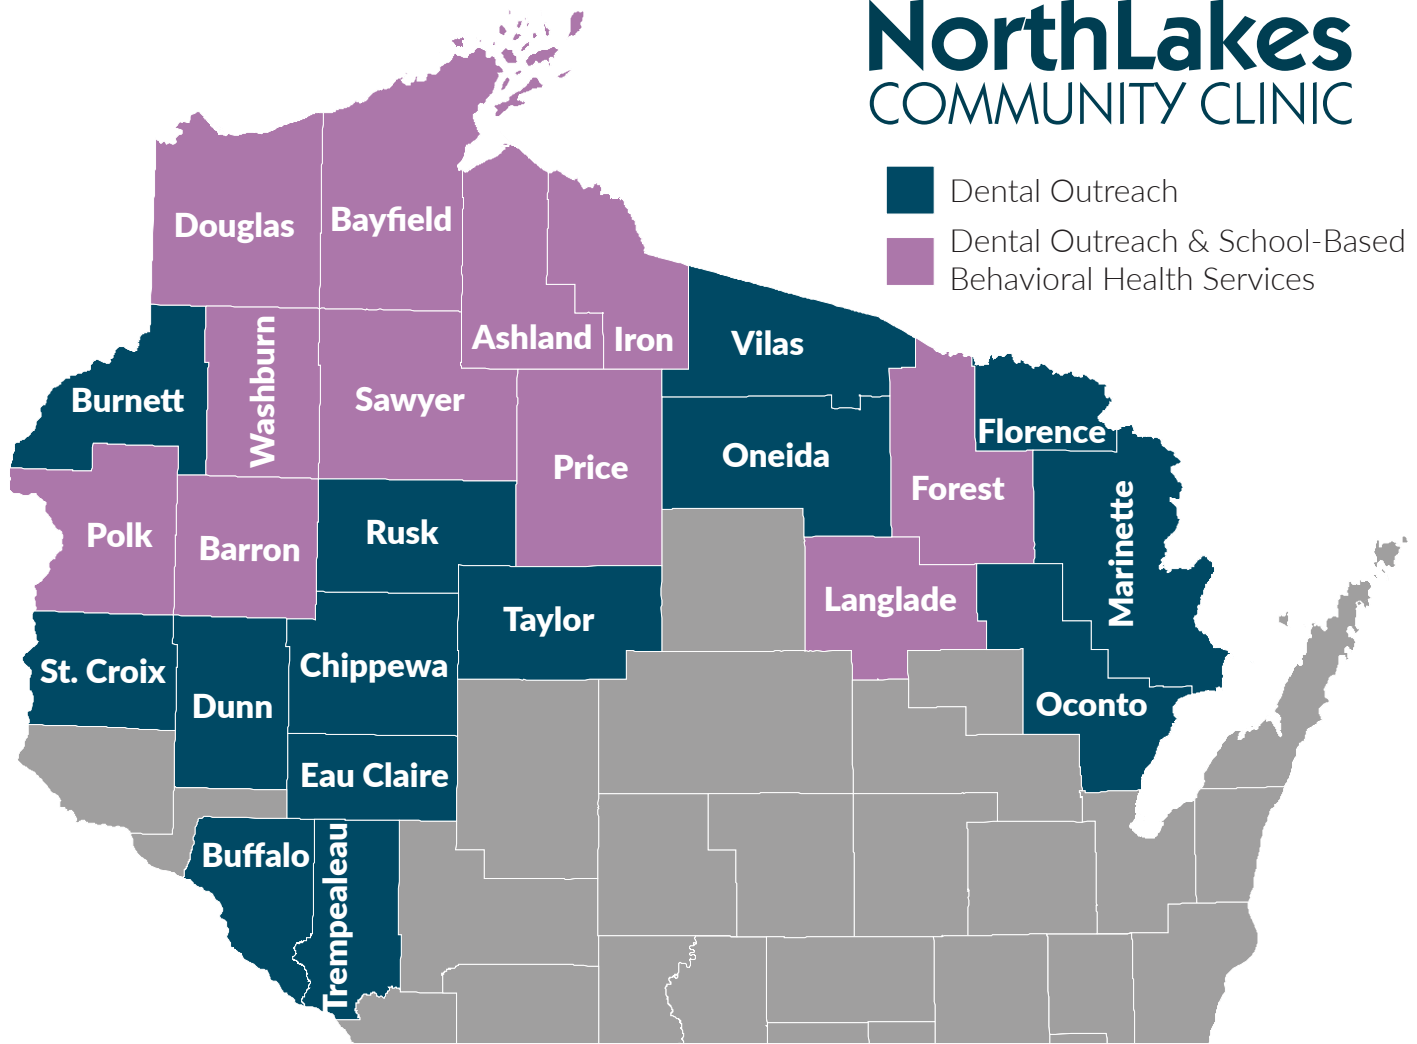 NorthLakes
COMMUNITY CLINIC
Dental Outreach
Dental Outreach & School-Based
Behavioral Health Services
Douglas
Bayfield
Ashland
Iron
Vilas
Burnett
Washburn
Sawyer
Price
Oneida
Florence
Forest
Marinette
Polk
Barron
Rusk
Taylor
Langlade
St. Croix
Dunn
Chippewa
Oconto
Eau Claire
Buffalo
Trempealeau